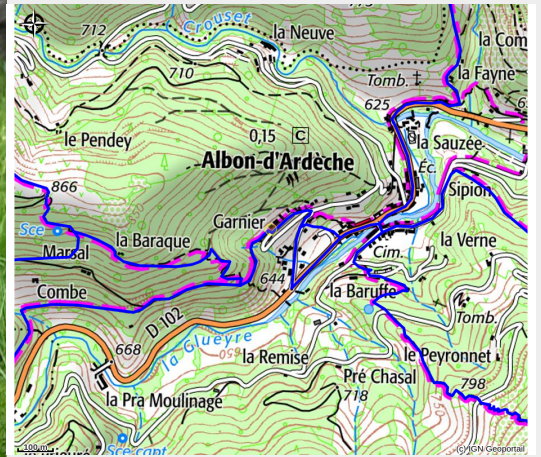 773
712
Crouset
la Neuve
la Com
710
Tomb.
la Fayne
625
0,15 C
la Sauzée
le Pendey
Albon-d'Ardèche
Éc.
866
Sipion
Garnier
Sce
la Baraque
Cim.
la Verne
Marsal
644
Combe
la Baruffe
D 102
Tomb.
668
la Glueyre
650
la Remise
le Peyronnet
Pré Chasal
798
718
la Pra Moulinage
Sce capt
100 m
(c) IGN Geoportail